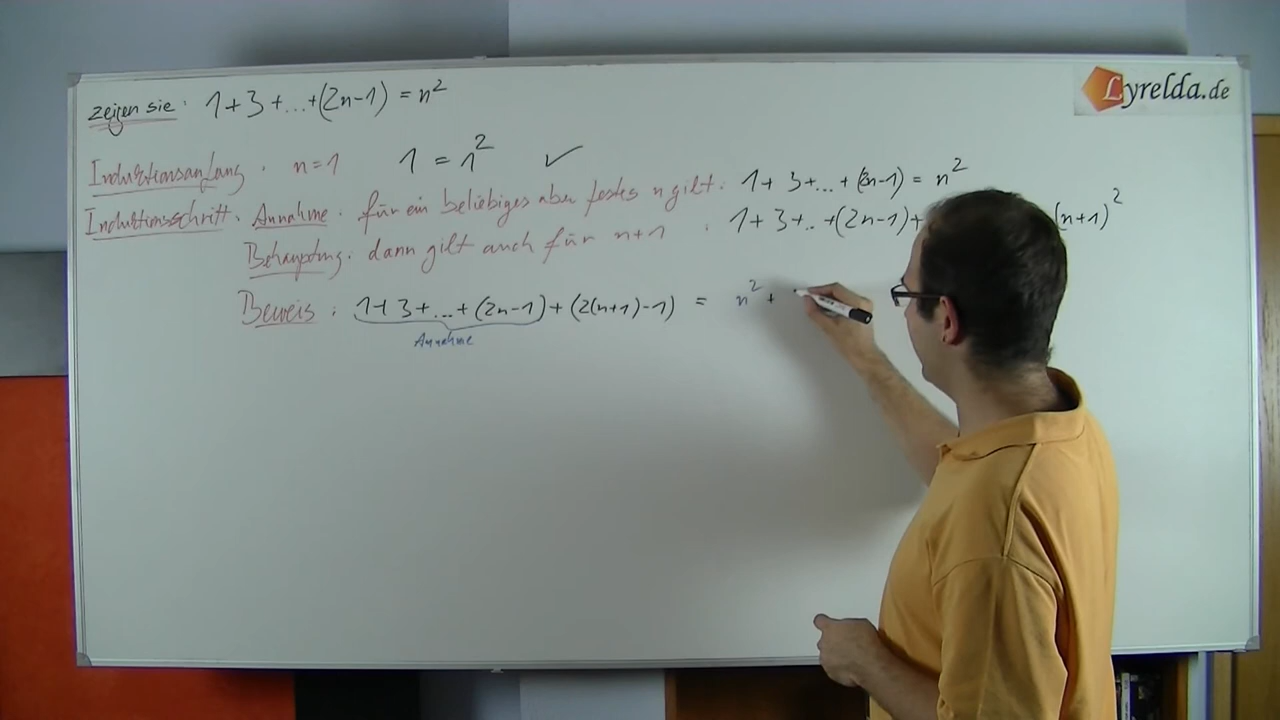 zeigen sie: 1+3+...+(2n-1) = n²
Lyrelda.de
Induktionsanfang: n=1 1 = 1² ✓
Induktionsschritt: Annahme: für ein beliebiges aber festes n gilt: 1+3+...+(2n-1) = n²
Behauptung: dann gilt auch für n+1 : 1+3+..+(2n-1)+ (n+1)²
Beweis: 1+3+...+(2n-1)+(2(n+1)-1) = n²+
Annahme